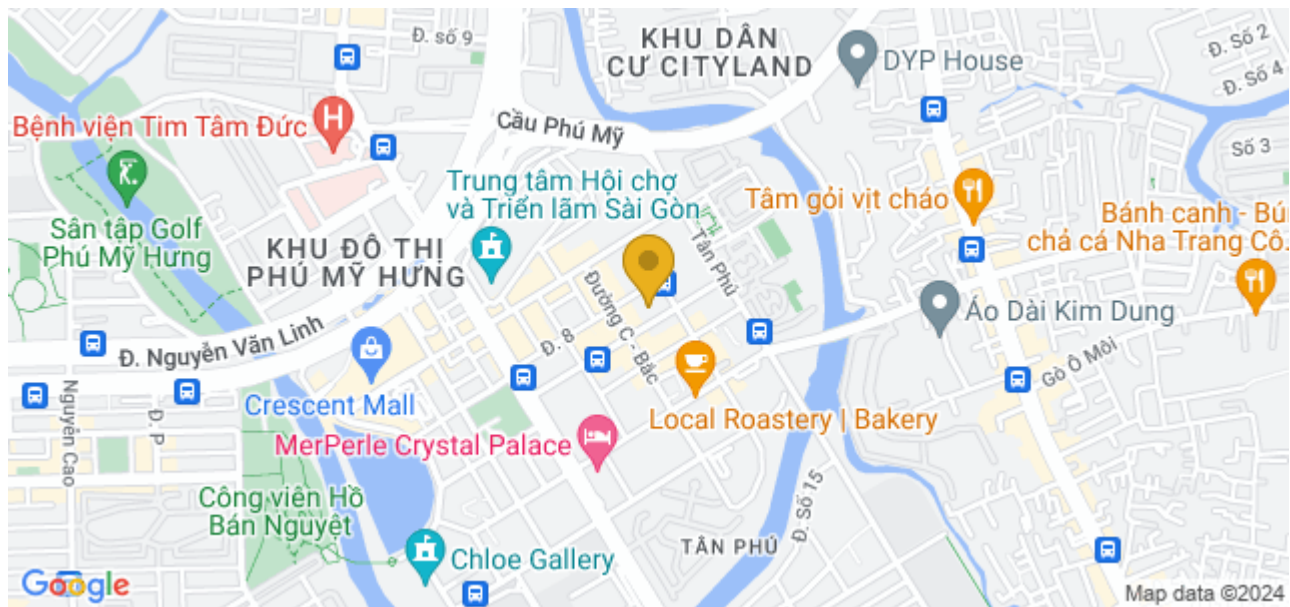 Đ. số 9
KHU DÂN
CƯ CITYLAND
DYP House
Đ. Số 2
Đ. Số 4
Bệnh viện Tim Tâm Đức
Cầu Phú Mỹ
Số 3
Trung tâm Hội chợ
và Triển lãm Sài Gòn
Tâm gỏi vịt cháo
Bánh canh - Bún
chả cá Nha Trang Cô...
Sân tập Golf
Phú Mỹ Hưng
KHU ĐÔ THỊ
PHÚ MỸ HƯNG
Tân Phú
Đường C - Bắc
Áo Dài Kim Dung
Đ. Nguyễn Văn Linh
Đ. 8
Gò Ô Môi
Nguyễn Cao
Đ. P
Crescent Mall
Local Roastery | Bakery
MerPerle Crystal Palace
Công viên Hồ
Bán Nguyệt
Đ. Số 15
TÂN PHÚ
Chloe Gallery
Google
Map data ©2024